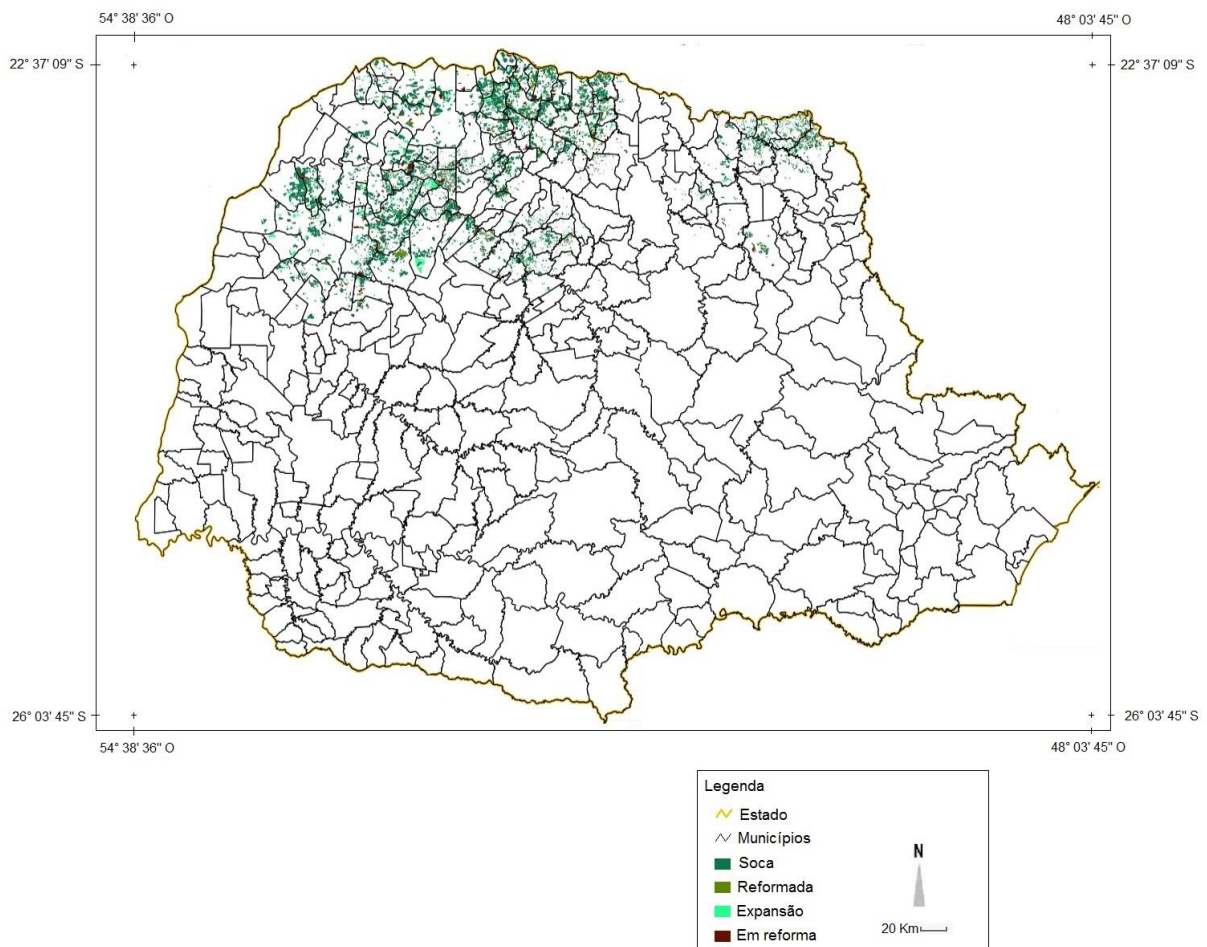 54° 38' 36" O 48° 03' 45" O
22° 37' 09" S 22° 37' 09" S
26° 03' 45" S 26° 03' 45" S
54° 38' 36" O 48° 03' 45" O
Legenda
Estado
Municípios
Soca
Reformada
Expansão
Em reforma
N
20 Km